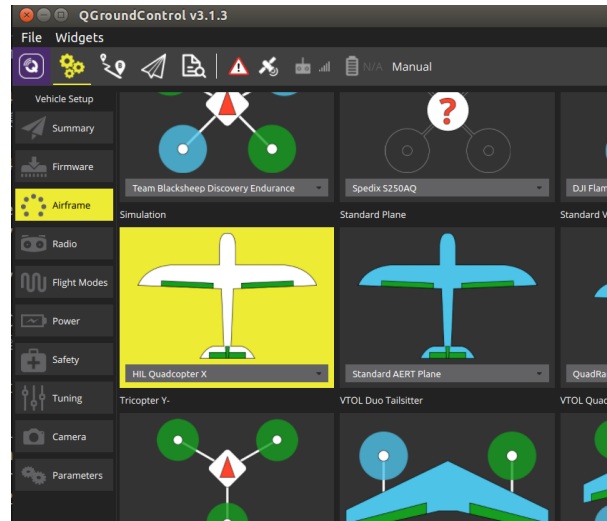 QGroundControl v3.1.3
File Widgets
N/A Manual
Vehicle Setup
Summary
Firmware
Airframe
Radio
Flight Modes
Power
Safety
Tuning
Camera
Parameters
?
Team Blacksheep Discovery Endurance
Spedix S250AQ
DJI Flam
Simulation
Standard Plane
Standard V
HIL Quadcopter X
Standard AERT Plane
QuadRa
Tricopter Y-
VTOL Duo Tailsitter
VTOL Quad